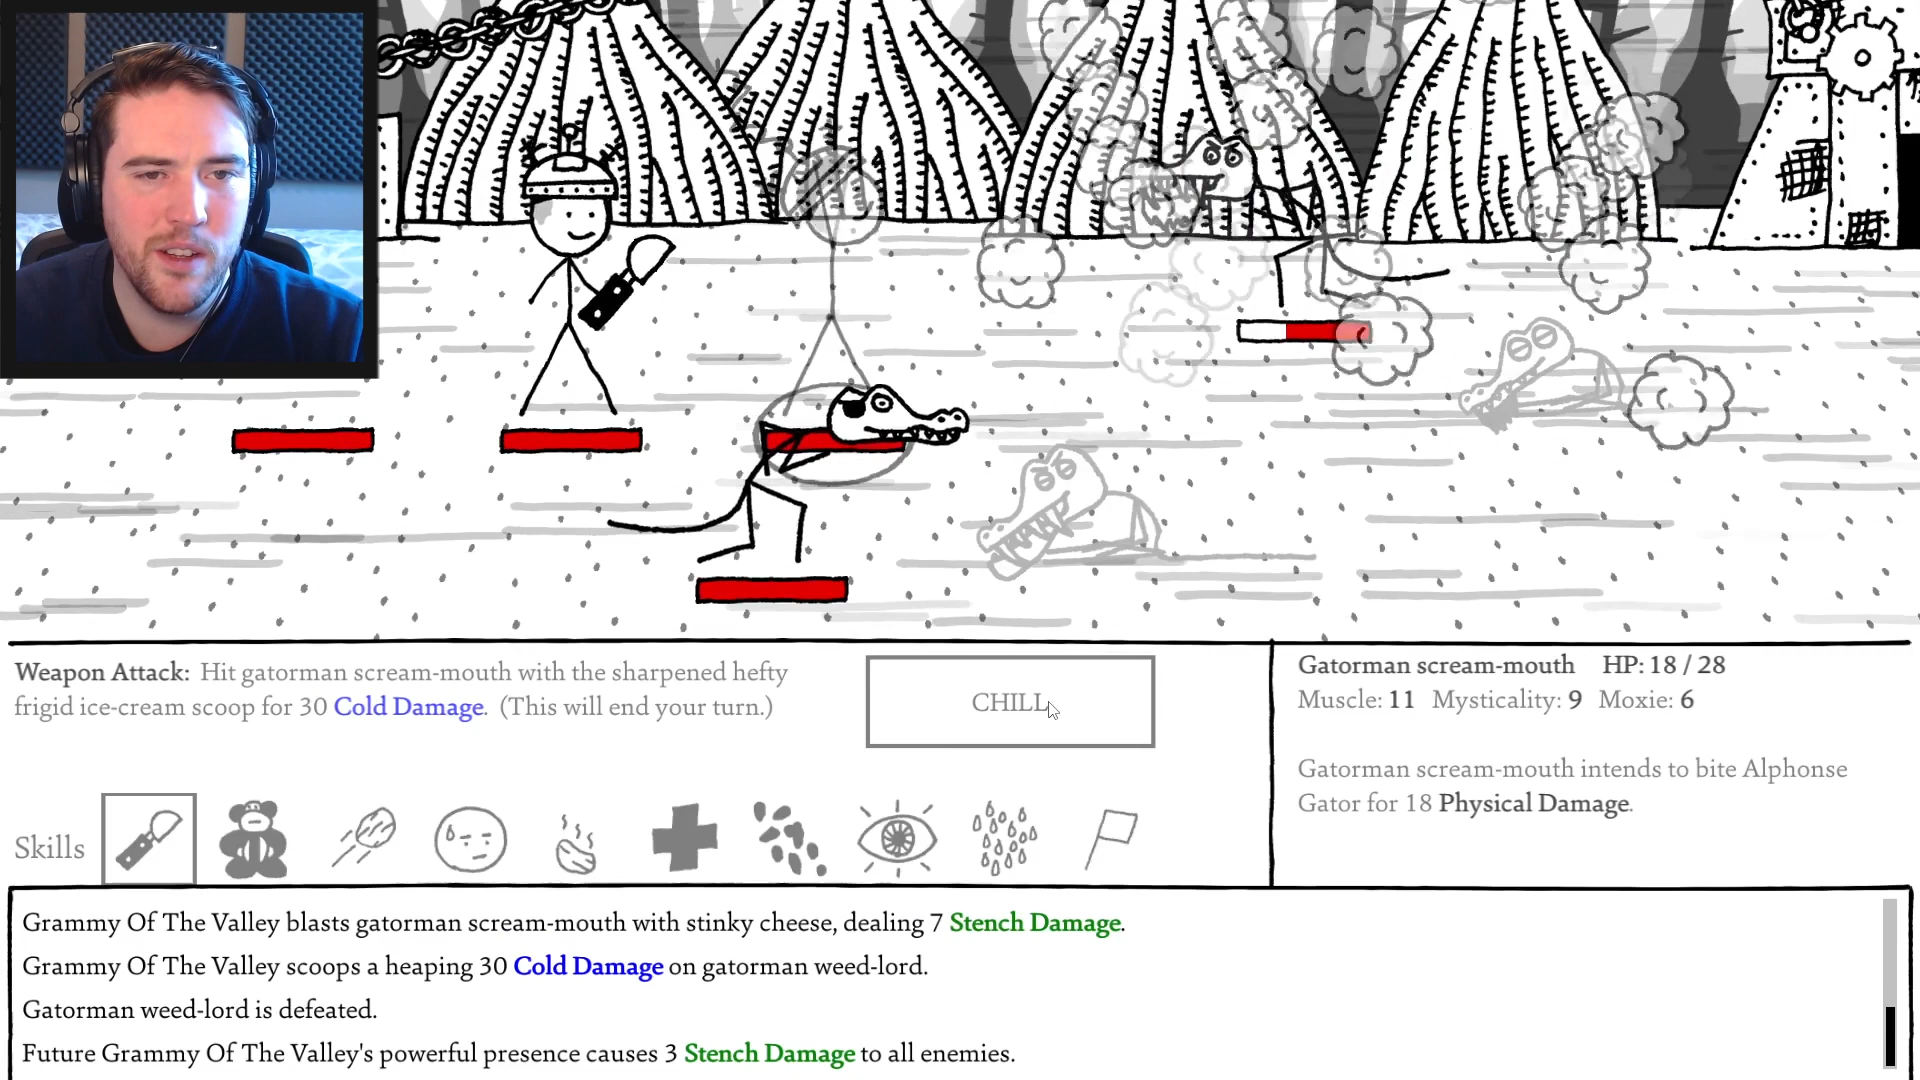 Weapon Attack: Hit gatorman scream-mouth with the sharpened hefty
frigid ice-cream scoop for 30 Cold Damage. (This will end your turn.)
CHILL
Gatorman scream-mouth HP: 18 / 28
Muscle: 11 Mysticality: 9 Moxie: 6
Gatorman scream-mouth intends to bite Alphonse
Gator for 18 Physical Damage.
Skills
Grammy Of The Valley blasts gatorman scream-mouth with stinky cheese, dealing 7 Stench Damage.
Grammy Of The Valley scoops a heaping 30 Cold Damage on gatorman weed-lord.
Gatorman weed-lord is defeated.
Future Grammy Of The Valley's powerful presence causes 3 Stench Damage to all enemies.